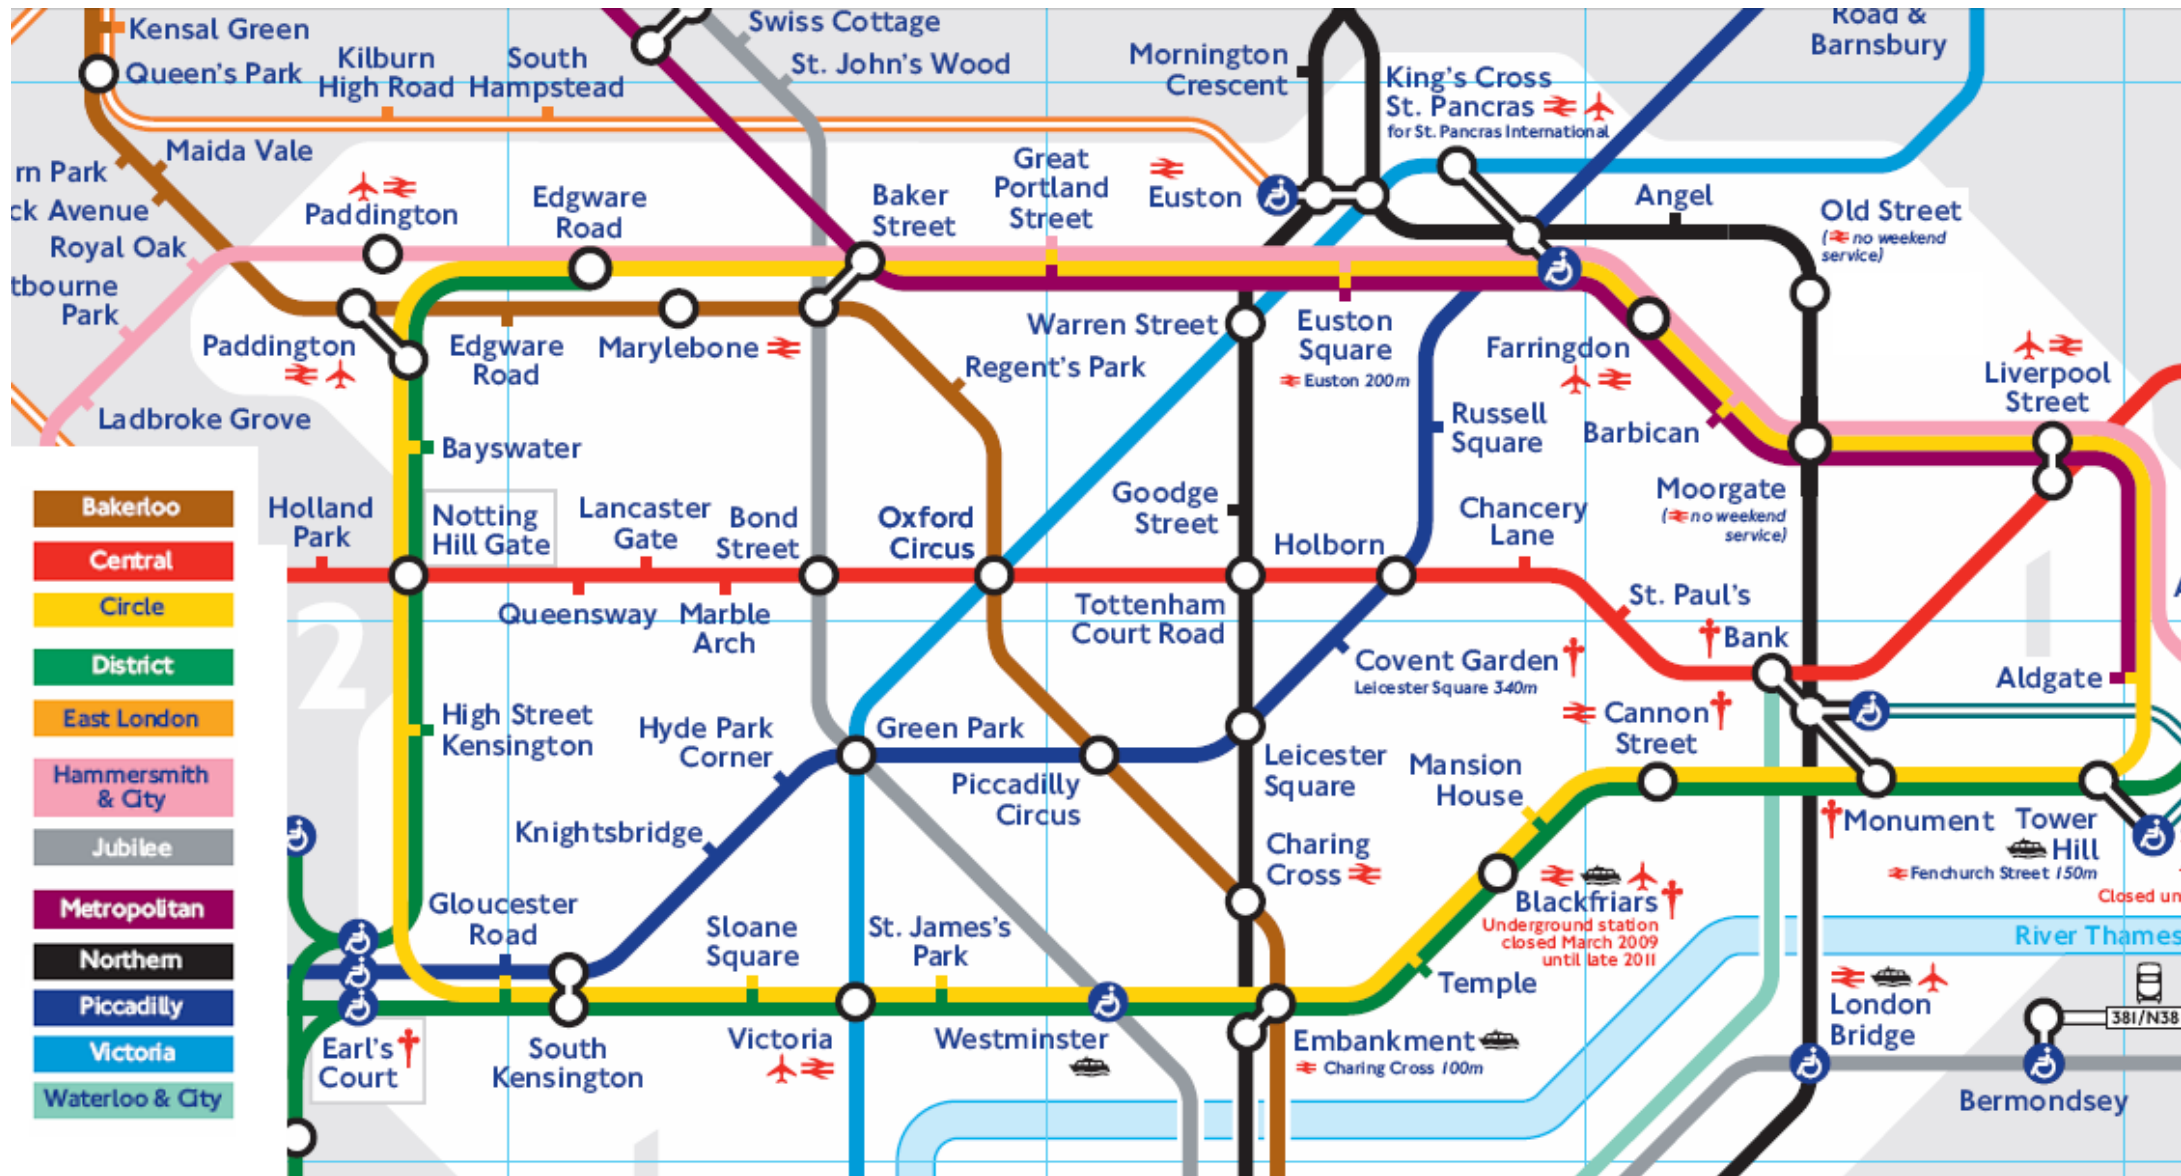 Kensal Green
Queen's Park
Kilburn
High Road
South
Hampstead
Swiss Cottage
St. John's Wood
Mornington
Crescent
King's Cross
St. Pancras
for St. Pancras International
Road &
Barnsbury
Maida Vale
rn Park
ck Avenue
Royal Oak
tbourne
Park
Paddington
Edgware
Road
Baker
Street
Great
Portland
Street
Euston
Angel
Old Street
(no weekend
service)
Paddington
Edgware
Road
Marylebone
Regent's Park
Warren Street
Euston
Square
Euston 200m
Farringdon
Liverpool
Street
Ladbroke Grove
Bayswater
Russell
Square
Barbican
Moorgate
(no weekend
service)
Holland
Park
Notting
Hill Gate
Lancaster
Gate
Bond
Street
Oxford
Circus
Goodge
Street
Holborn
Chancery
Lane
Queensway
Marble
Arch
Tottenham
Court Road
St. Paul's
Bank
Covent Garden
Leicester Square 340m
Cannon
Street
Aldgate
A
2
1
High Street
Kensington
Hyde Park
Corner
Green Park
Piccadilly
Circus
Leicester
Square
Mansion
House
Monument
Tower
Hill
Fenchurch Street 150m
Closed un
Knightsbridge
Charing
Cross
Blackfriars
Underground station
closed March 2009
until late 2011
Gloucester
Road
Sloane
Square
St. James's
Park
Temple
River Thames
London
Bridge
381/N38
Earl's
Court
South
Kensington
Victoria
Westminster
Embankment
Charing Cross 100m
Bermondsey
1
Bakerloo
Central
Circle
District
East London
Hammersmith
& City
Jubilee
Metropolitan
Northern
Piccadilly
Victoria
Waterloo & City